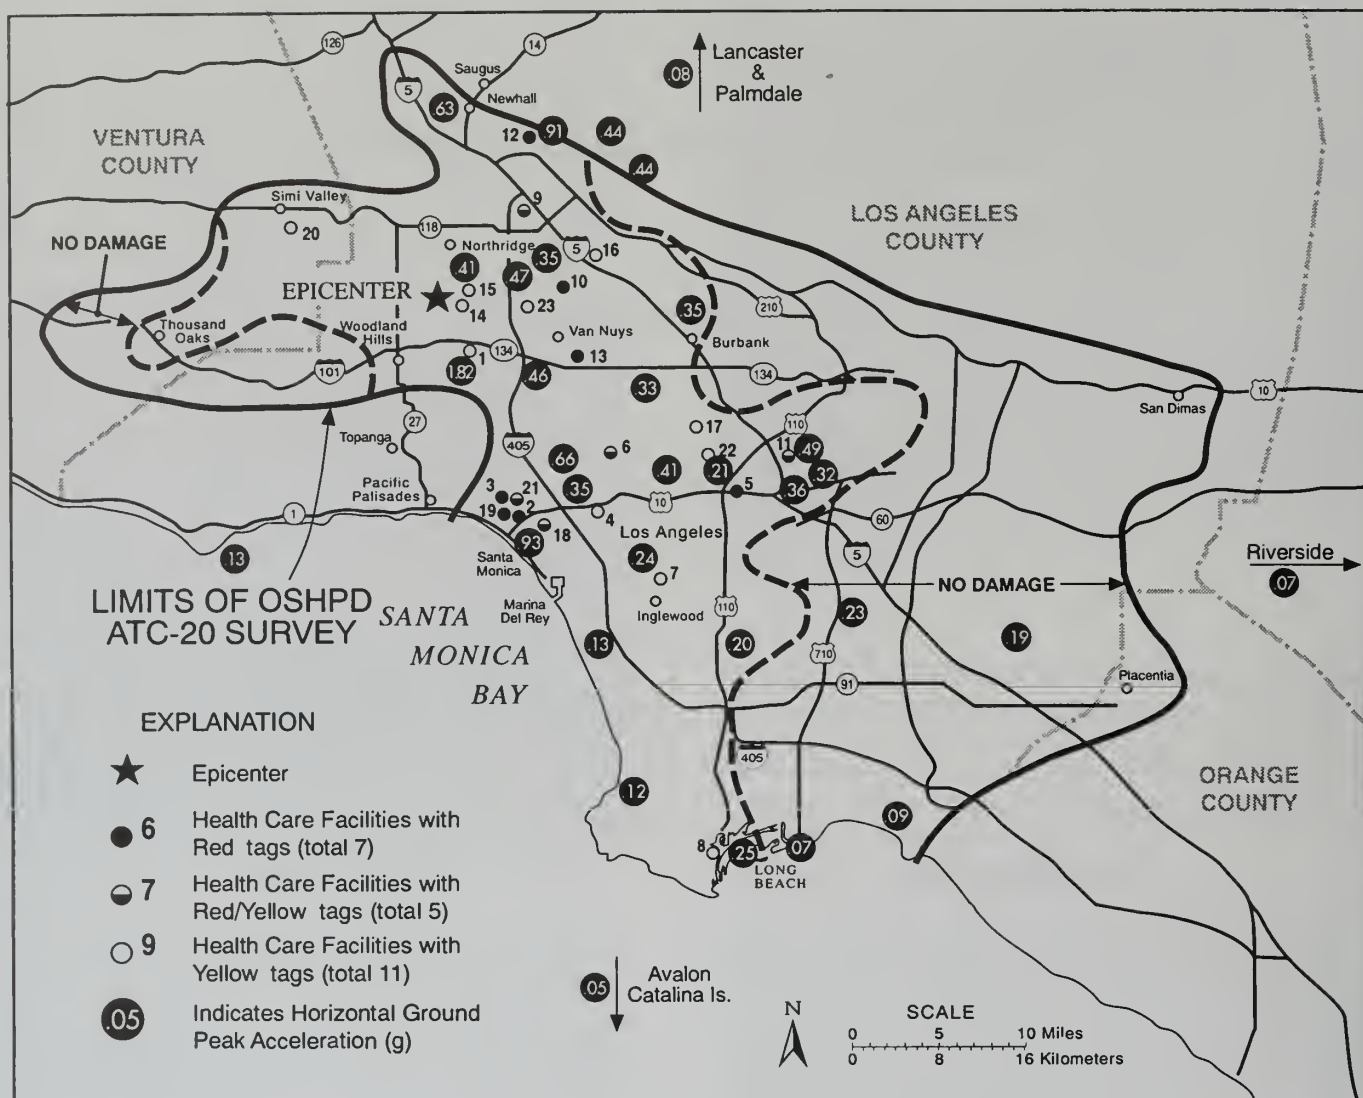 126
14
5
Saugus
Newhall
.63
12
.91
.44
.44
.08
Lancaster
&
Palmdale
VENTURA
COUNTY
LOS ANGELES
COUNTY
Simi Valley
20
NO DAMAGE
118
9
Northridge
5
16
.41
.47
.35
10
EPICENTER
15
14
23
.35
210
Thousand
Oaks
Woodland
Hills
Van Nuys
Burbank
1
134
13
134
101
1.82
.46
.33
10
San Dimas
27
Topanga
405
17
110
.66
6
22
11
.49
.41
.21
.32
Pacific
Palisades
3
21
.35
10
5
.36
19
2
4
60
1
18
Los Angeles
.93
Santa
Monica
.24
7
5
.13
Riverside
.07
NO DAMAGE
Marina
Del Rey
Inglewood
110
.23
LIMITS OF OSHPD
ATC-20 SURVEY
SANTA
MONICA
BAY
.13
.20
710
.19
91
Placentia
EXPLANATION
405
Epicenter
ORANGE
COUNTY
.12
.09
6
Health Care Facilities with
Red tags (total 7)
8
.25
.07
LONG
BEACH
7
Health Care Facilities with
Red/Yellow tags (total 5)
9
Health Care Facilities with
Yellow tags (total 11)
.05
Avalon
Catalina Is.
.05
Indicates Horizontal Ground
Peak Acceleration (g)
N
SCALE
0 5 10 Miles
0 8 16 Kilometers